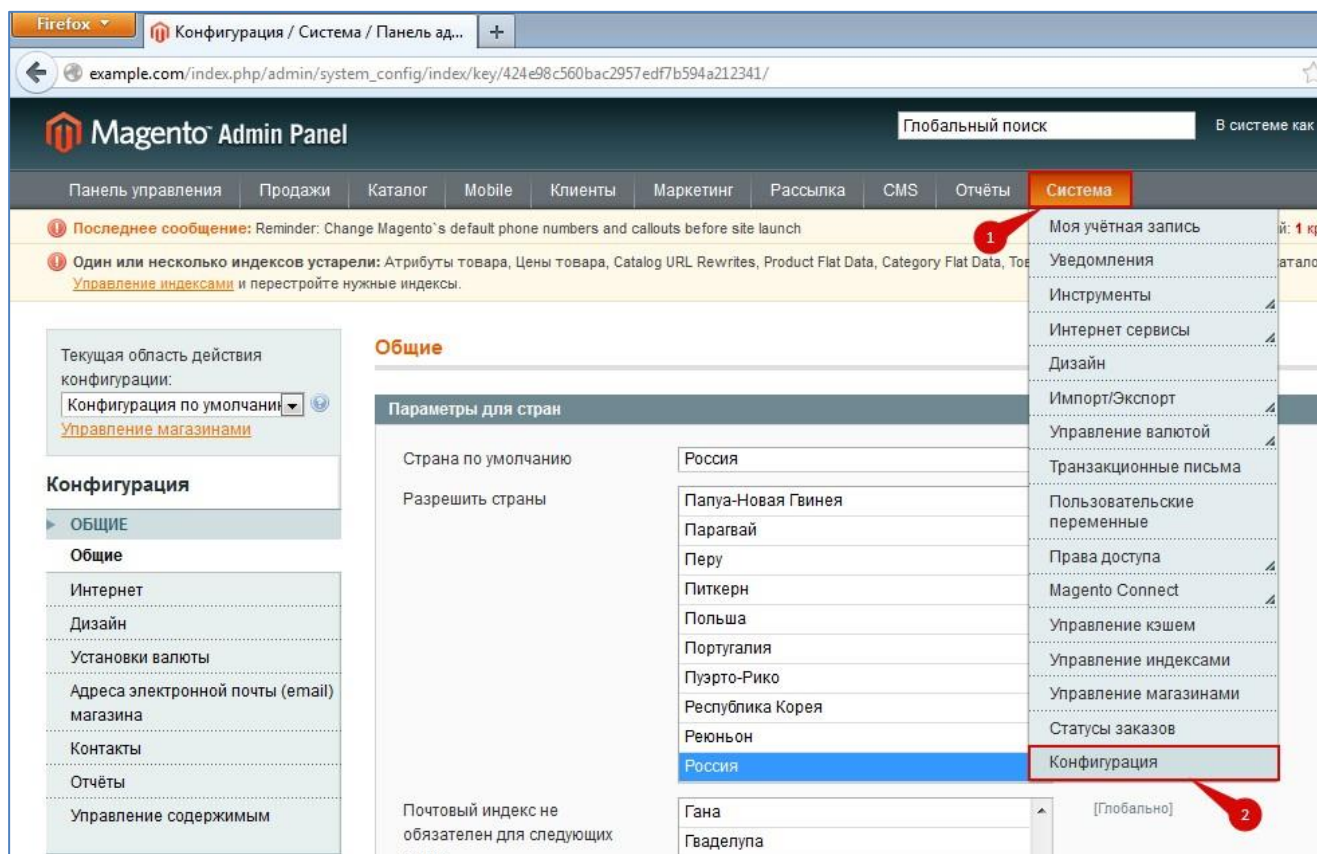 Firefox
Конфигурация / Система / Панель ад...
example.com/index.php/admin/system_config/index/key/424e98c560bac2957edf7b594a212341/
Magento Admin Panel
Глобальный поиск
В системе как
Панель управления Продажи Каталог Mobile Клиенты Маркетинг Рассылка CMS Отчёты Система
Последнее сообщение: Reminder: Change Magento`s default phone numbers and callouts before site launch
1
Один или несколько индексов устарели: Атрибуты товара, Цены товара, Catalog URL Rewrites, Product Flat Data, Category Flat Data,
Управление индексами и перестройте нужные индексы.
Моя учётная запись
Уведомления
Инструменты
Интернет сервисы
Дизайн
Импорт/Экспорт
Управление валютой
Транзакционные письма
Пользовательские
переменные
Права доступа
Magento Connect
Управление кэшем
Управление индексами
Управление магазинами
Статусы заказов
Конфигурация
2
Текущая область действия
конфигурации:
Конфигурация по
Управление магазинами
Конфигурация
ОБЩИЕ
Общие
Интернет
Дизайн
Установки валюты
Адреса электронной почты (email)
магазина
Контакты
Отчёты
Управление содержимым
Общие
Параметры для стран
Страна по умолчанию
Россия
Разрешить страны
Папуа-Новая Гвинея
Парагвай
Перу
Питкерн
Польша
Португалия
Пуэрто-Рико
Республика Корея
Реюньон
Россия
Почтовый индекс не
обязателен для следующих
Гана
Гваделупа
[Глобально]